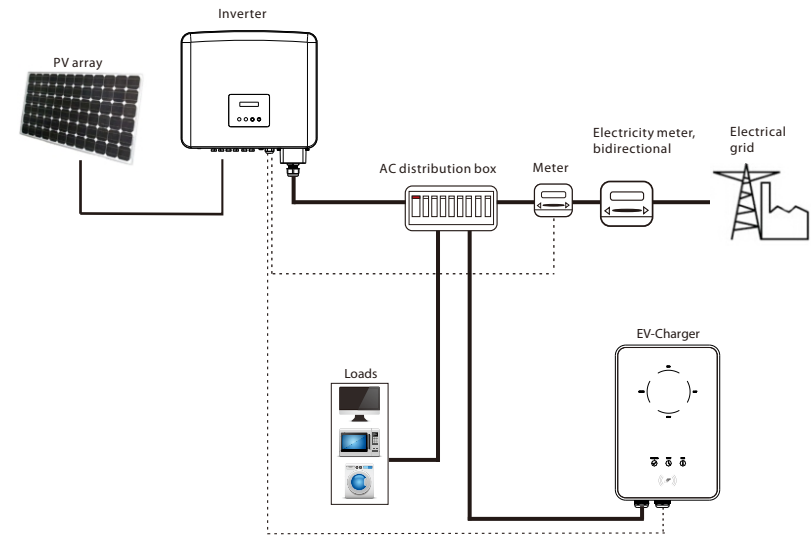 Inverter
PV array
Electricity meter,
bidirectional
Electrical
grid
AC distribution box
Meter
EV-Charger
Loads